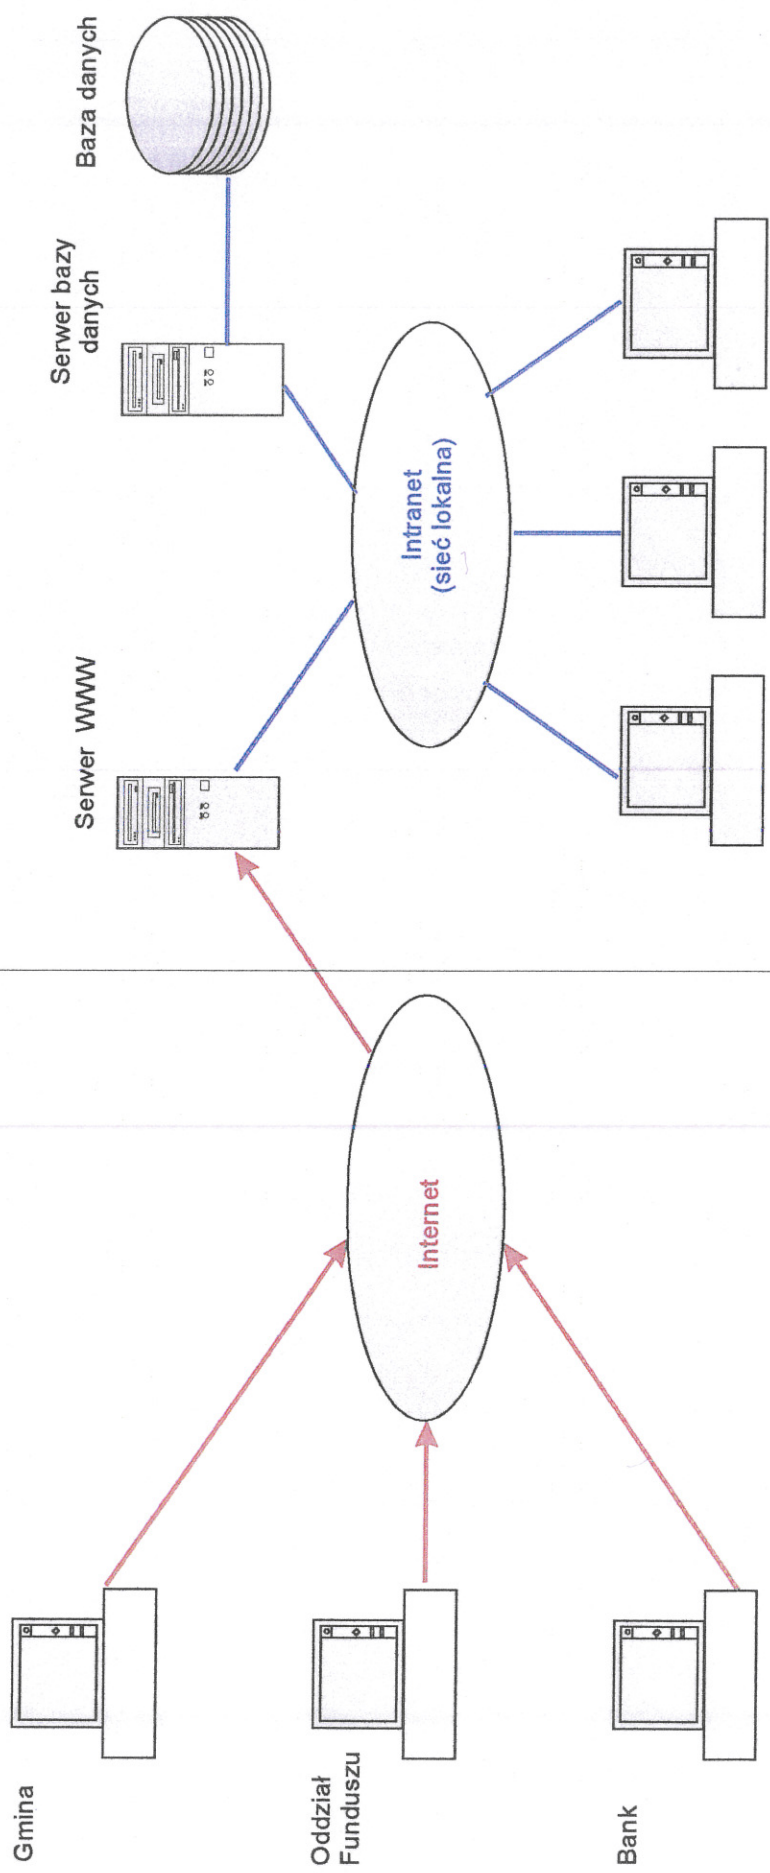 Gmina
Oddział
Funduszu
Bank
Internet
Serwer WWW
Intranet
(sieć lokalna)
Serwer bazy
danych
Baza danych